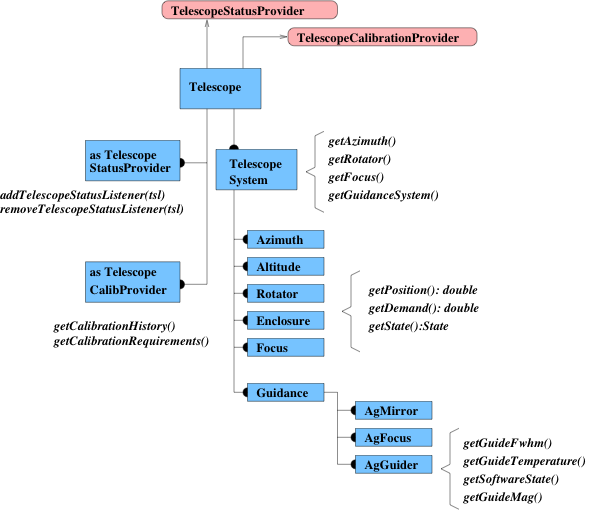 TelescopeStatusProvider
TelescopeCalibrationProvider
Telescope
as Telescope
StatusProvider
addTelescopeStatusListener(tsl)
removeTelescopeStatusListener(tsl)
Telescope
System
getAzimuth()
getRotator()
getFocus()
getGuidanceSystem()
as Telescope
CalibProvider
getCalibrationHistory()
getCalibrationRequirements()
Azimuth
Altitude
Rotator
Enclosure
Focus
getPosition(): double
getDemand(): double
getState():State
Guidance
AgMirror
AgFocus
AgGuider
getGuideFwhm()
getGuideTemperature()
getSoftwareState()
getGuideMag()